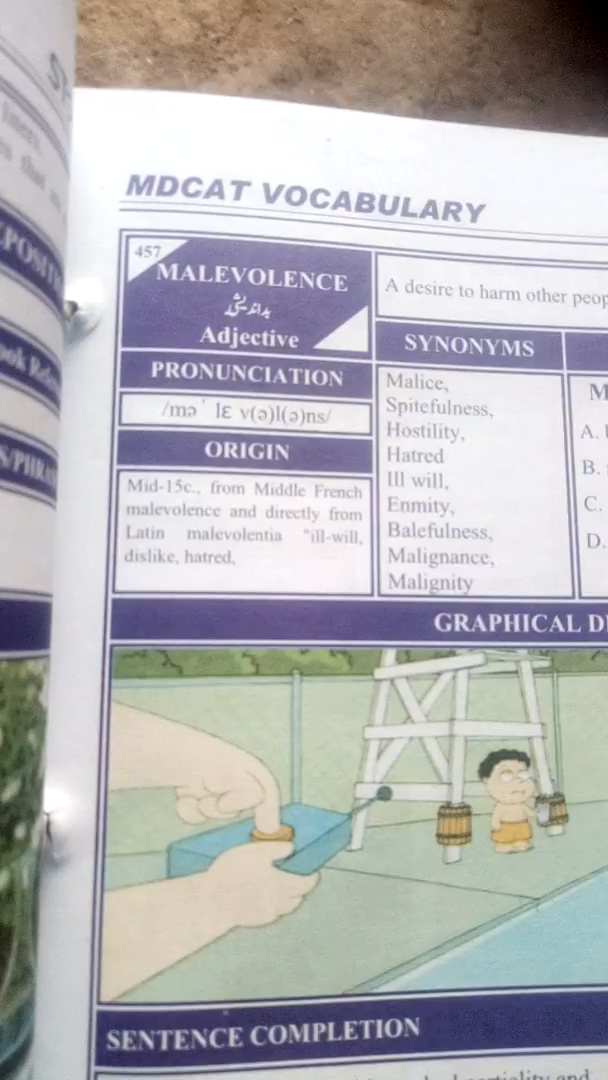 MDCAT VOCABULARY
457
MALEVOLENCE
بداندیشی
Adjective
A desire to harm other peop
PRONUNCIATION
/mə ˈ lɛ v(ə)l(ə)ns/
ORIGIN
Mid-15c., from Middle French
malevolence and directly from
Latin malevolentia "ill-will,
dislike, hatred,
SYNONYMS
Malice,
Spitefulness,
Hostility,
Hatred
Ill will,
Enmity,
Balefulness,
Malignance,
Malignity
M
A.
B.
C.
D.
GRAPHICAL D
SENTENCE COMPLETION